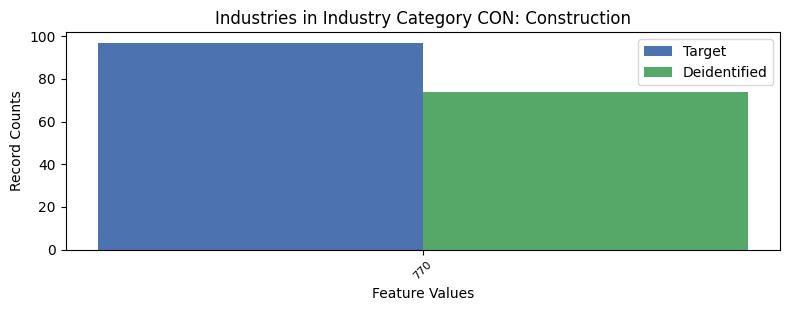 Industries in Industry Category CON: Construction
Target
Deidentified
Record Counts
100
80
60
40
20
0
770
Feature Values